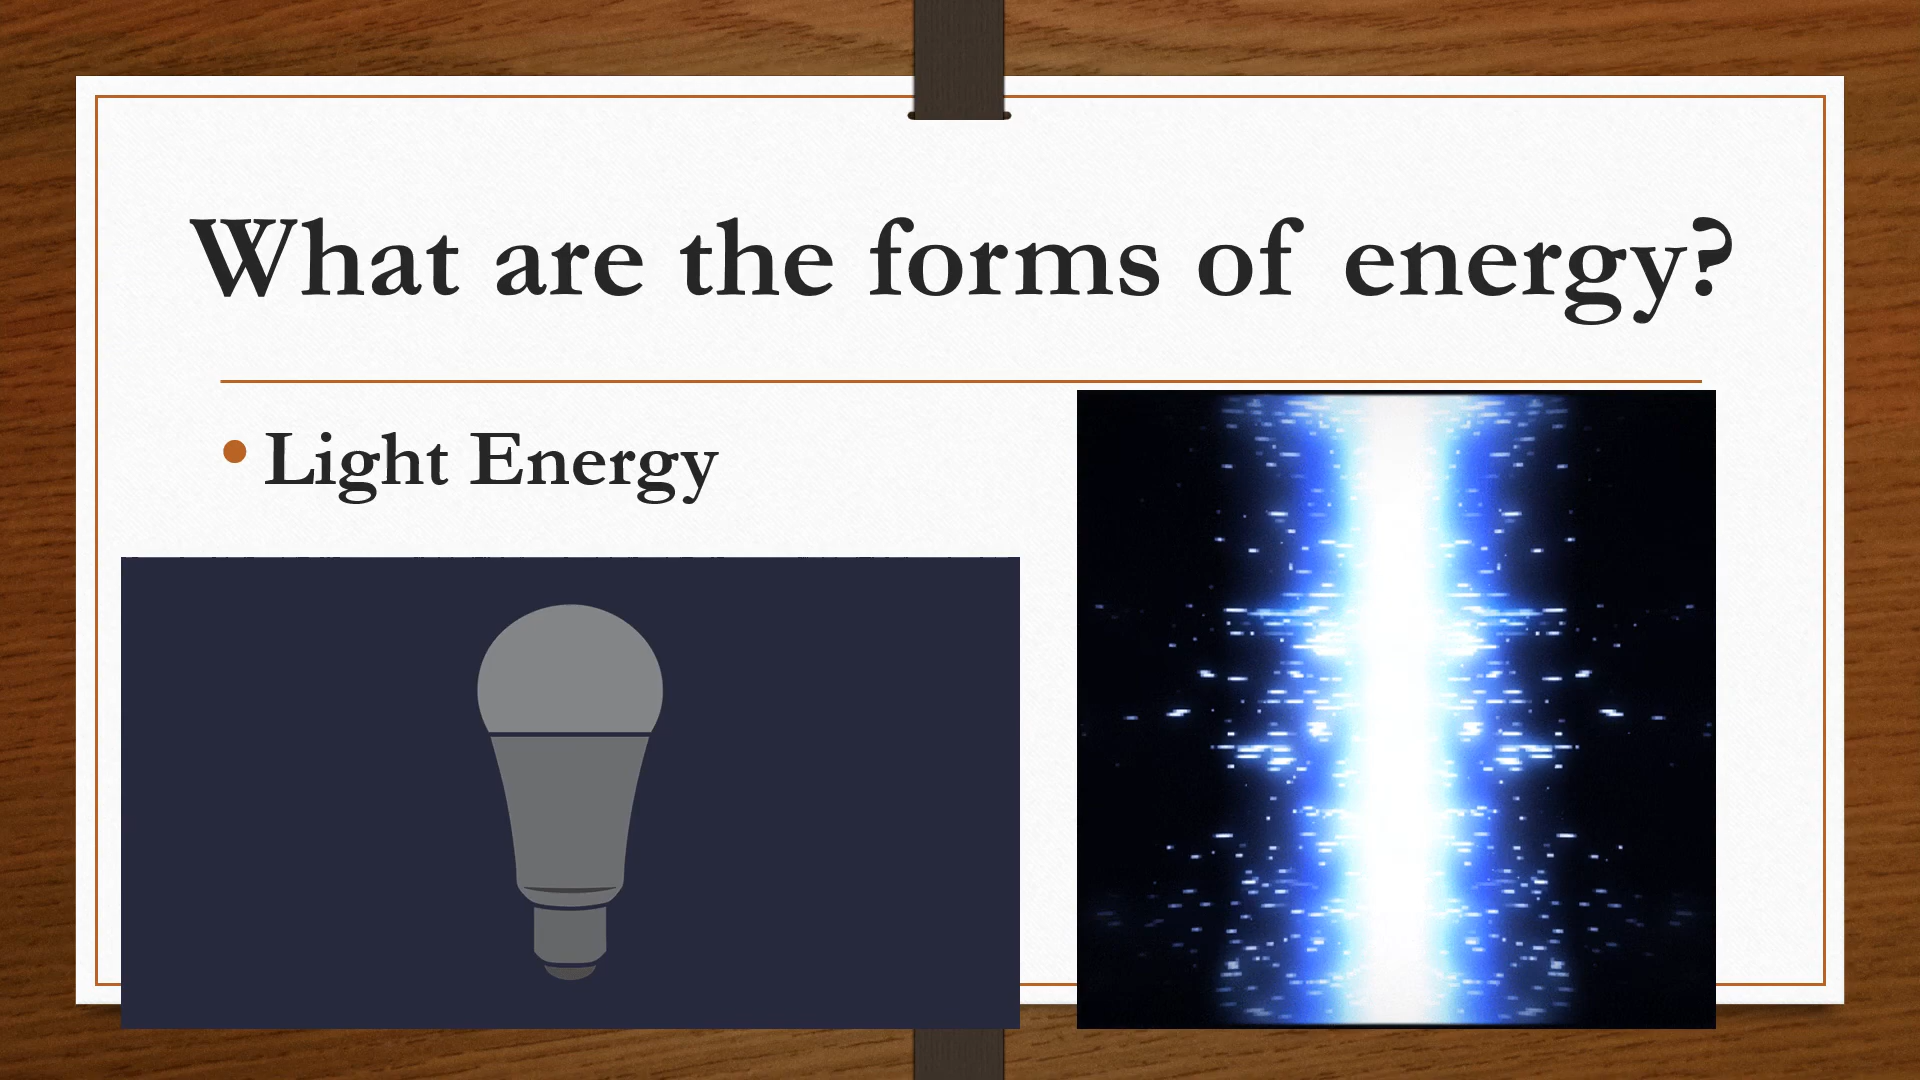 What are the forms of energy?
• Light Energy